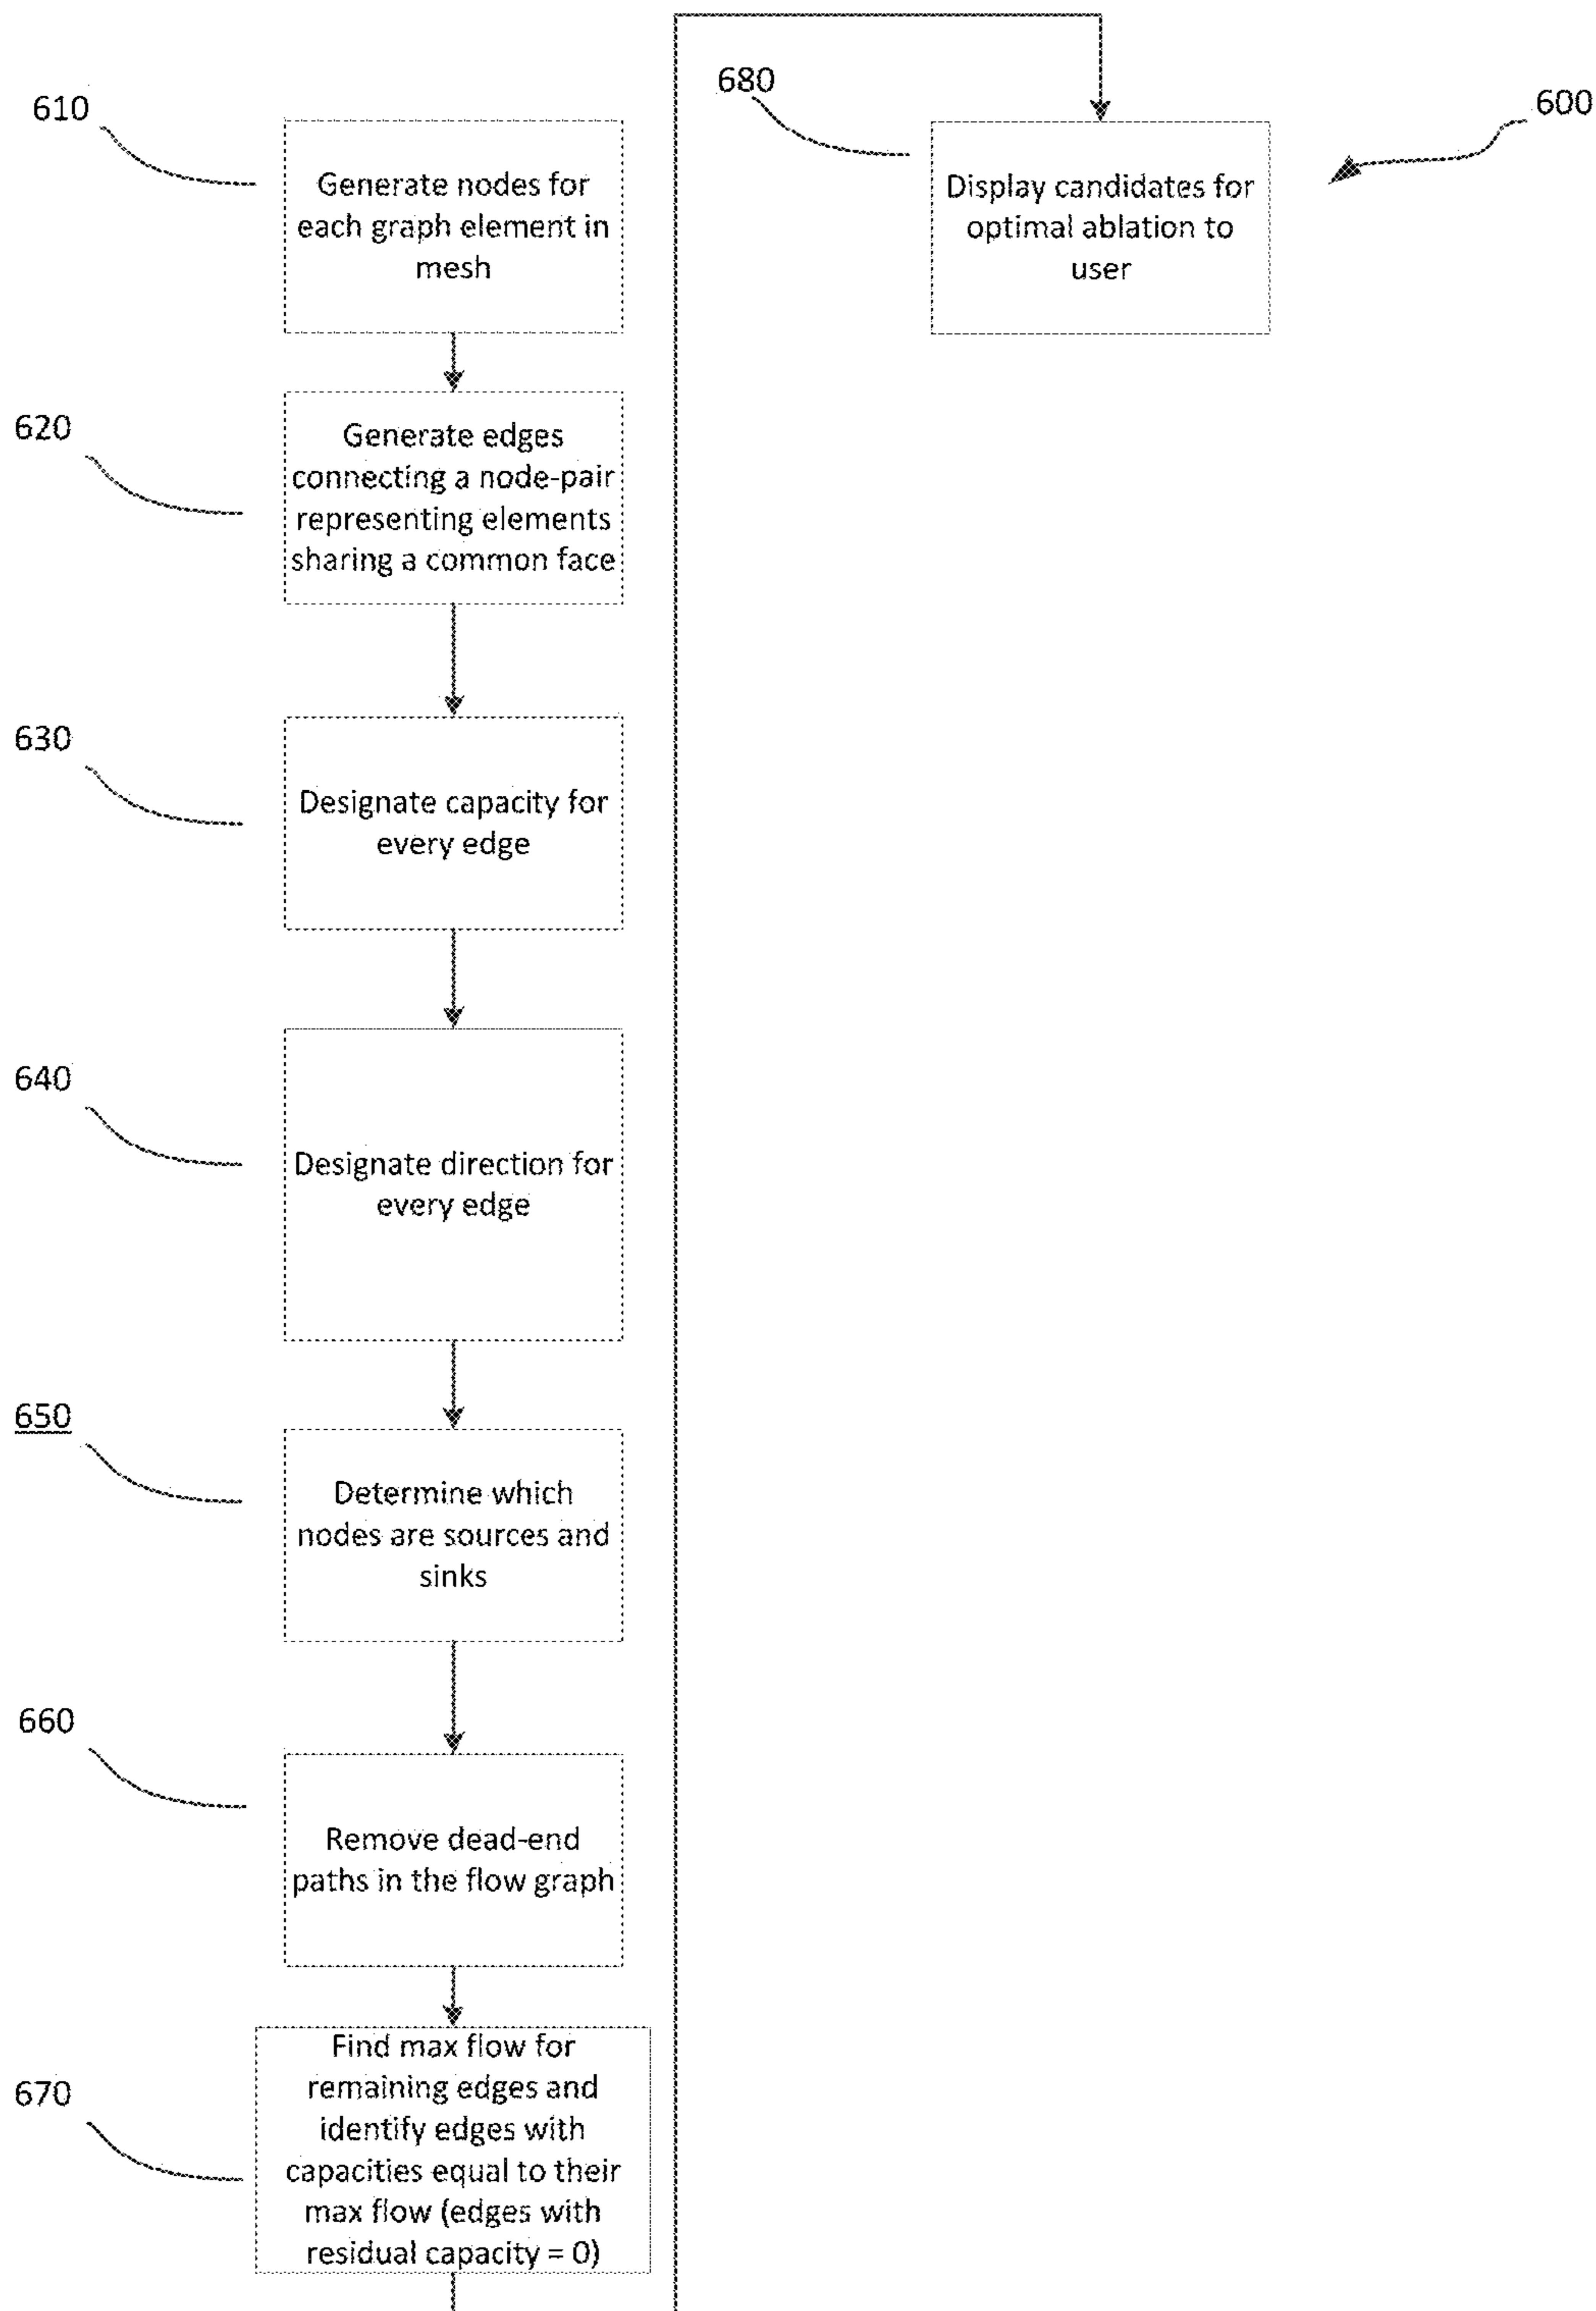 610
Generate nodes for
each graph element in
mesh
620
Generate edges
connecting a node-pair
representing elements
sharing a common face
630
Designate capacity for
every edge
640
Designate direction for
every edge
650
Determine which
nodes are sources and
sinks
660
Remove dead-end
paths in the flow graph
670
Find max flow for
remaining edges and
identify edges with
capacities equal to their
max flow (edges with
residual capacity = 0)
680
Display candidates for
optimal ablation to
user
600